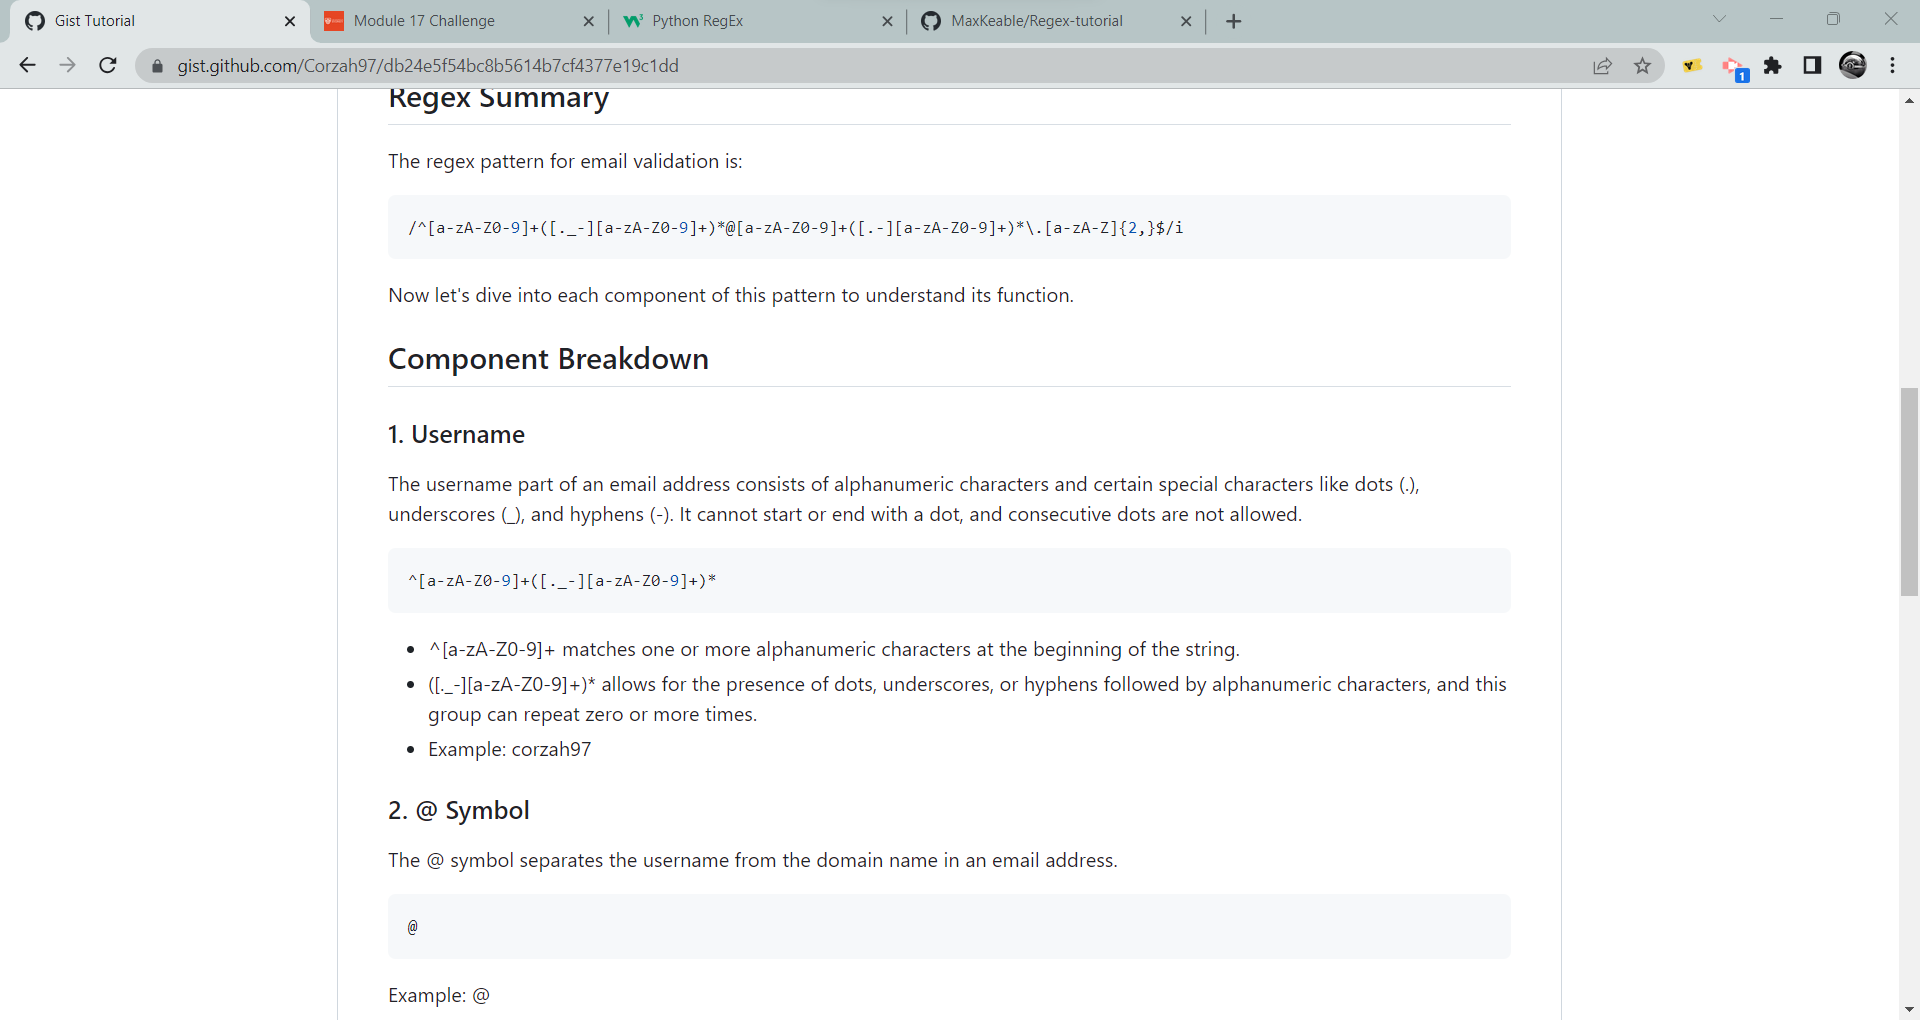 Gist Tutorial
Module 17 Challenge
Python RegEx
MaxKeable/Regex-tutorial
gist.github.com/Corzah97/db24e5f54bc8b5614b7cf4377e19c1dd
1
Regex Summary
The regex pattern for email validation is:
/^[a-zA-Z0-9]+([._-][a-zA-Z0-9]+)*@[a-zA-Z0-9]+([.-][a-zA-Z0-9]+)*\.[a-zA-Z]{2,}$/i
Now let's dive into each component of this pattern to understand its function.
Component Breakdown
1. Username
The username part of an email address consists of alphanumeric characters and certain special characters like dots (.),
underscores (_), and hyphens (-). It cannot start or end with a dot, and consecutive dots are not allowed.
^[a-zA-Z0-9]+([._-][a-zA-Z0-9]+)*
• ^[a-zA-Z0-9]+ matches one or more alphanumeric characters at the beginning of the string.
• ([._-][a-zA-Z0-9]+)* allows for the presence of dots, underscores, or hyphens followed by alphanumeric characters, and this
group can repeat zero or more times.
• Example: corzah97
2. @ Symbol
The @ symbol separates the username from the domain name in an email address.
@
Example: @